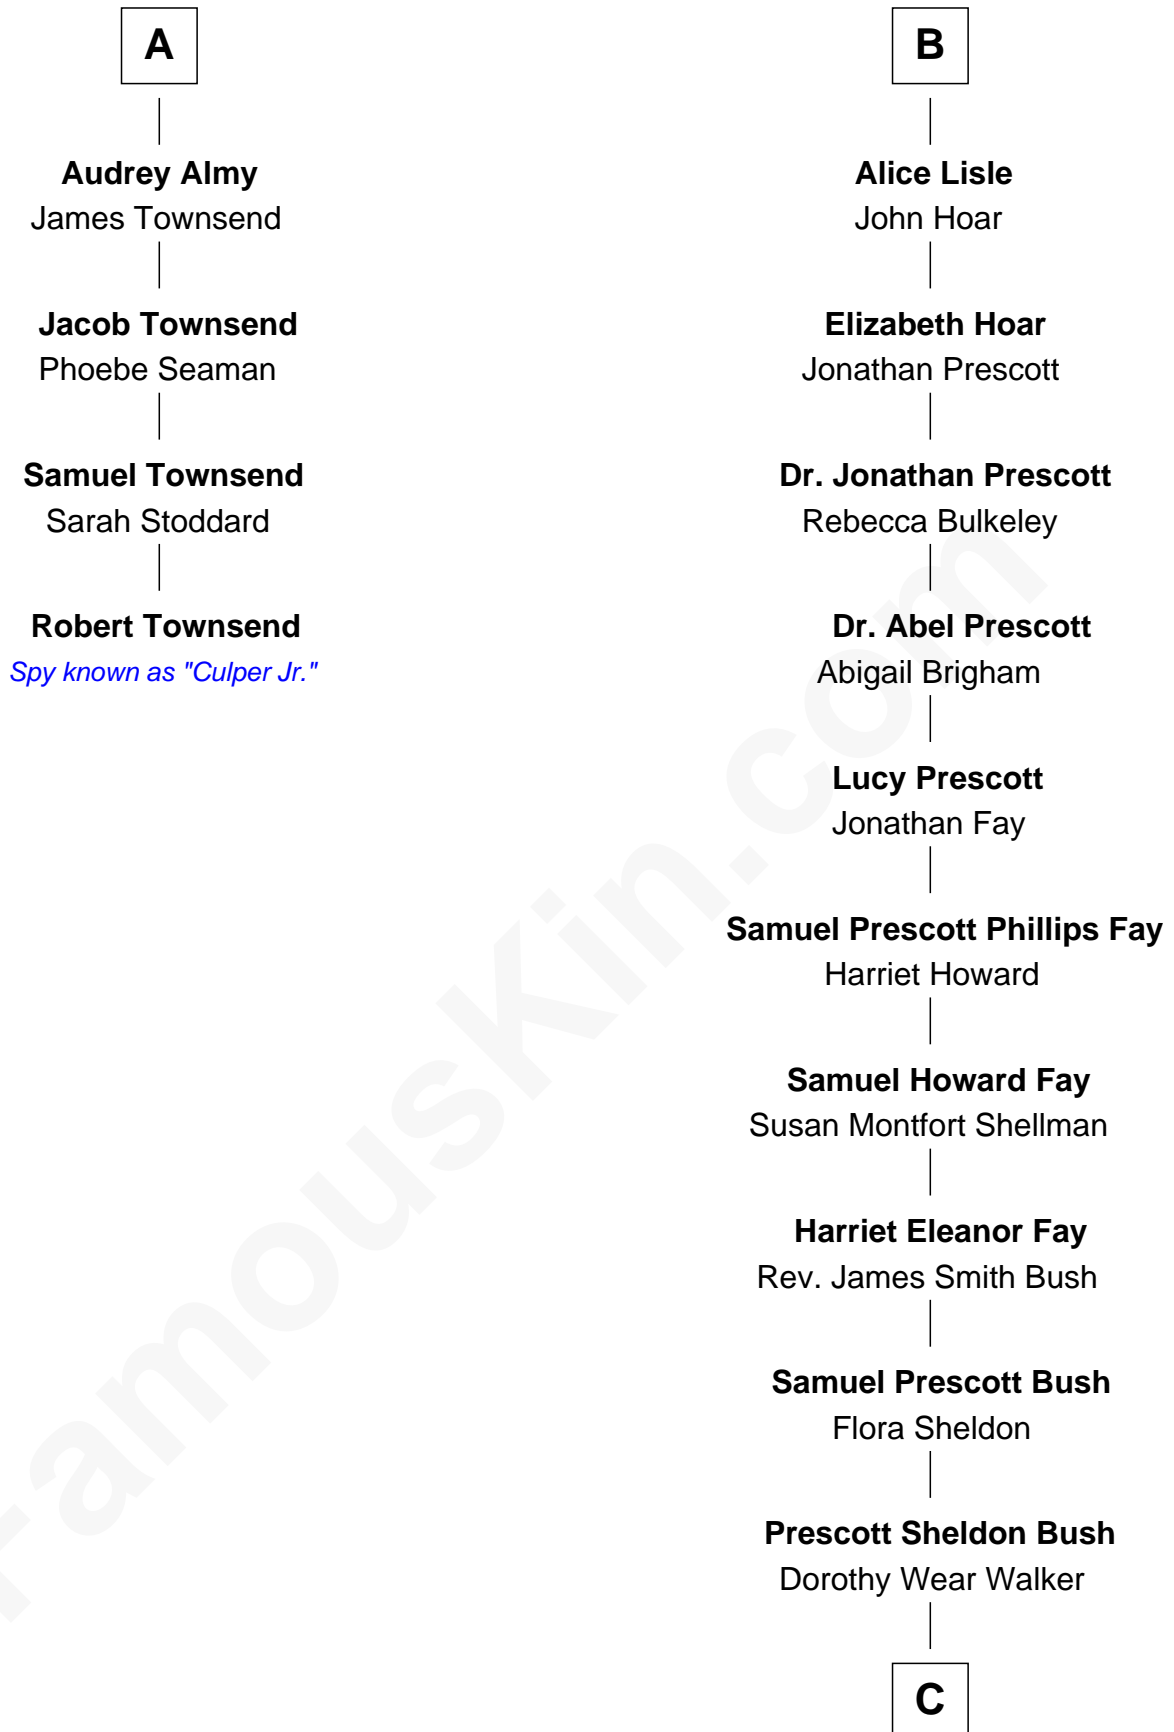 A
Audrey Almy
James Townsend
Jacob Townsend
Phoebe Seaman
Samuel Townsend
Sarah Stoddard
Robert Townsend
Spy known as "Culper Jr."
B
Alice Lisle
John Hoar
Elizabeth Hoar
Jonathan Prescott
Dr. Jonathan Prescott
Rebecca Bulkeley
Dr. Abel Prescott
Abigail Brigham
Lucy Prescott
Jonathan Fay
Samuel Prescott Phillips Fay
Harriet Howard
Samuel Howard Fay
Susan Montfort Shellman
Harriet Eleanor Fay
Rev. James Smith Bush
Samuel Prescott Bush
Flora Sheldon
Prescott Sheldon Bush
Dorothy Wear Walker
C
FamousKin.com